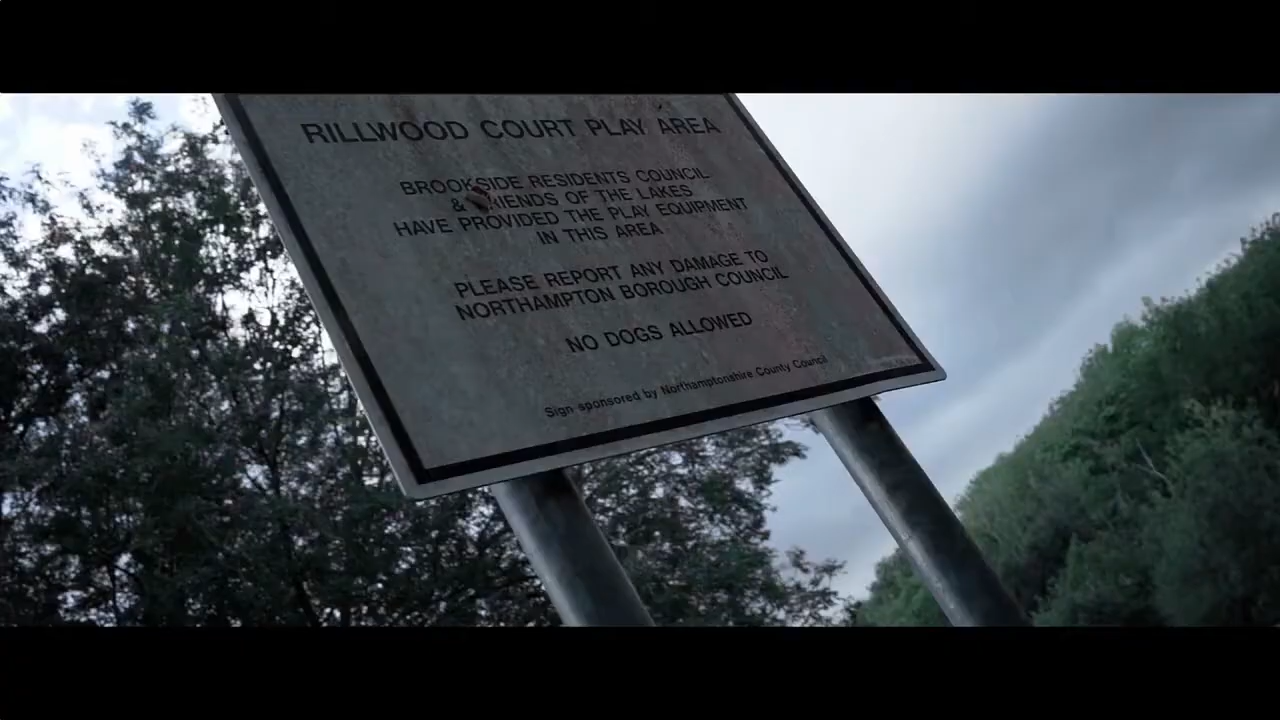 RILLWOOD COURT PLAY AREA
BROOKSIDE RESIDENTS COUNCIL
& FRIENDS OF THE LAKES
HAVE PROVIDED THE PLAY EQUIPMENT
IN THIS AREA
PLEASE REPORT ANY DAMAGE TO
NORTHAMPTON BOROUGH COUNCIL
NO DOGS ALLOWED
Sign sponsored by Northamptonshire County Council